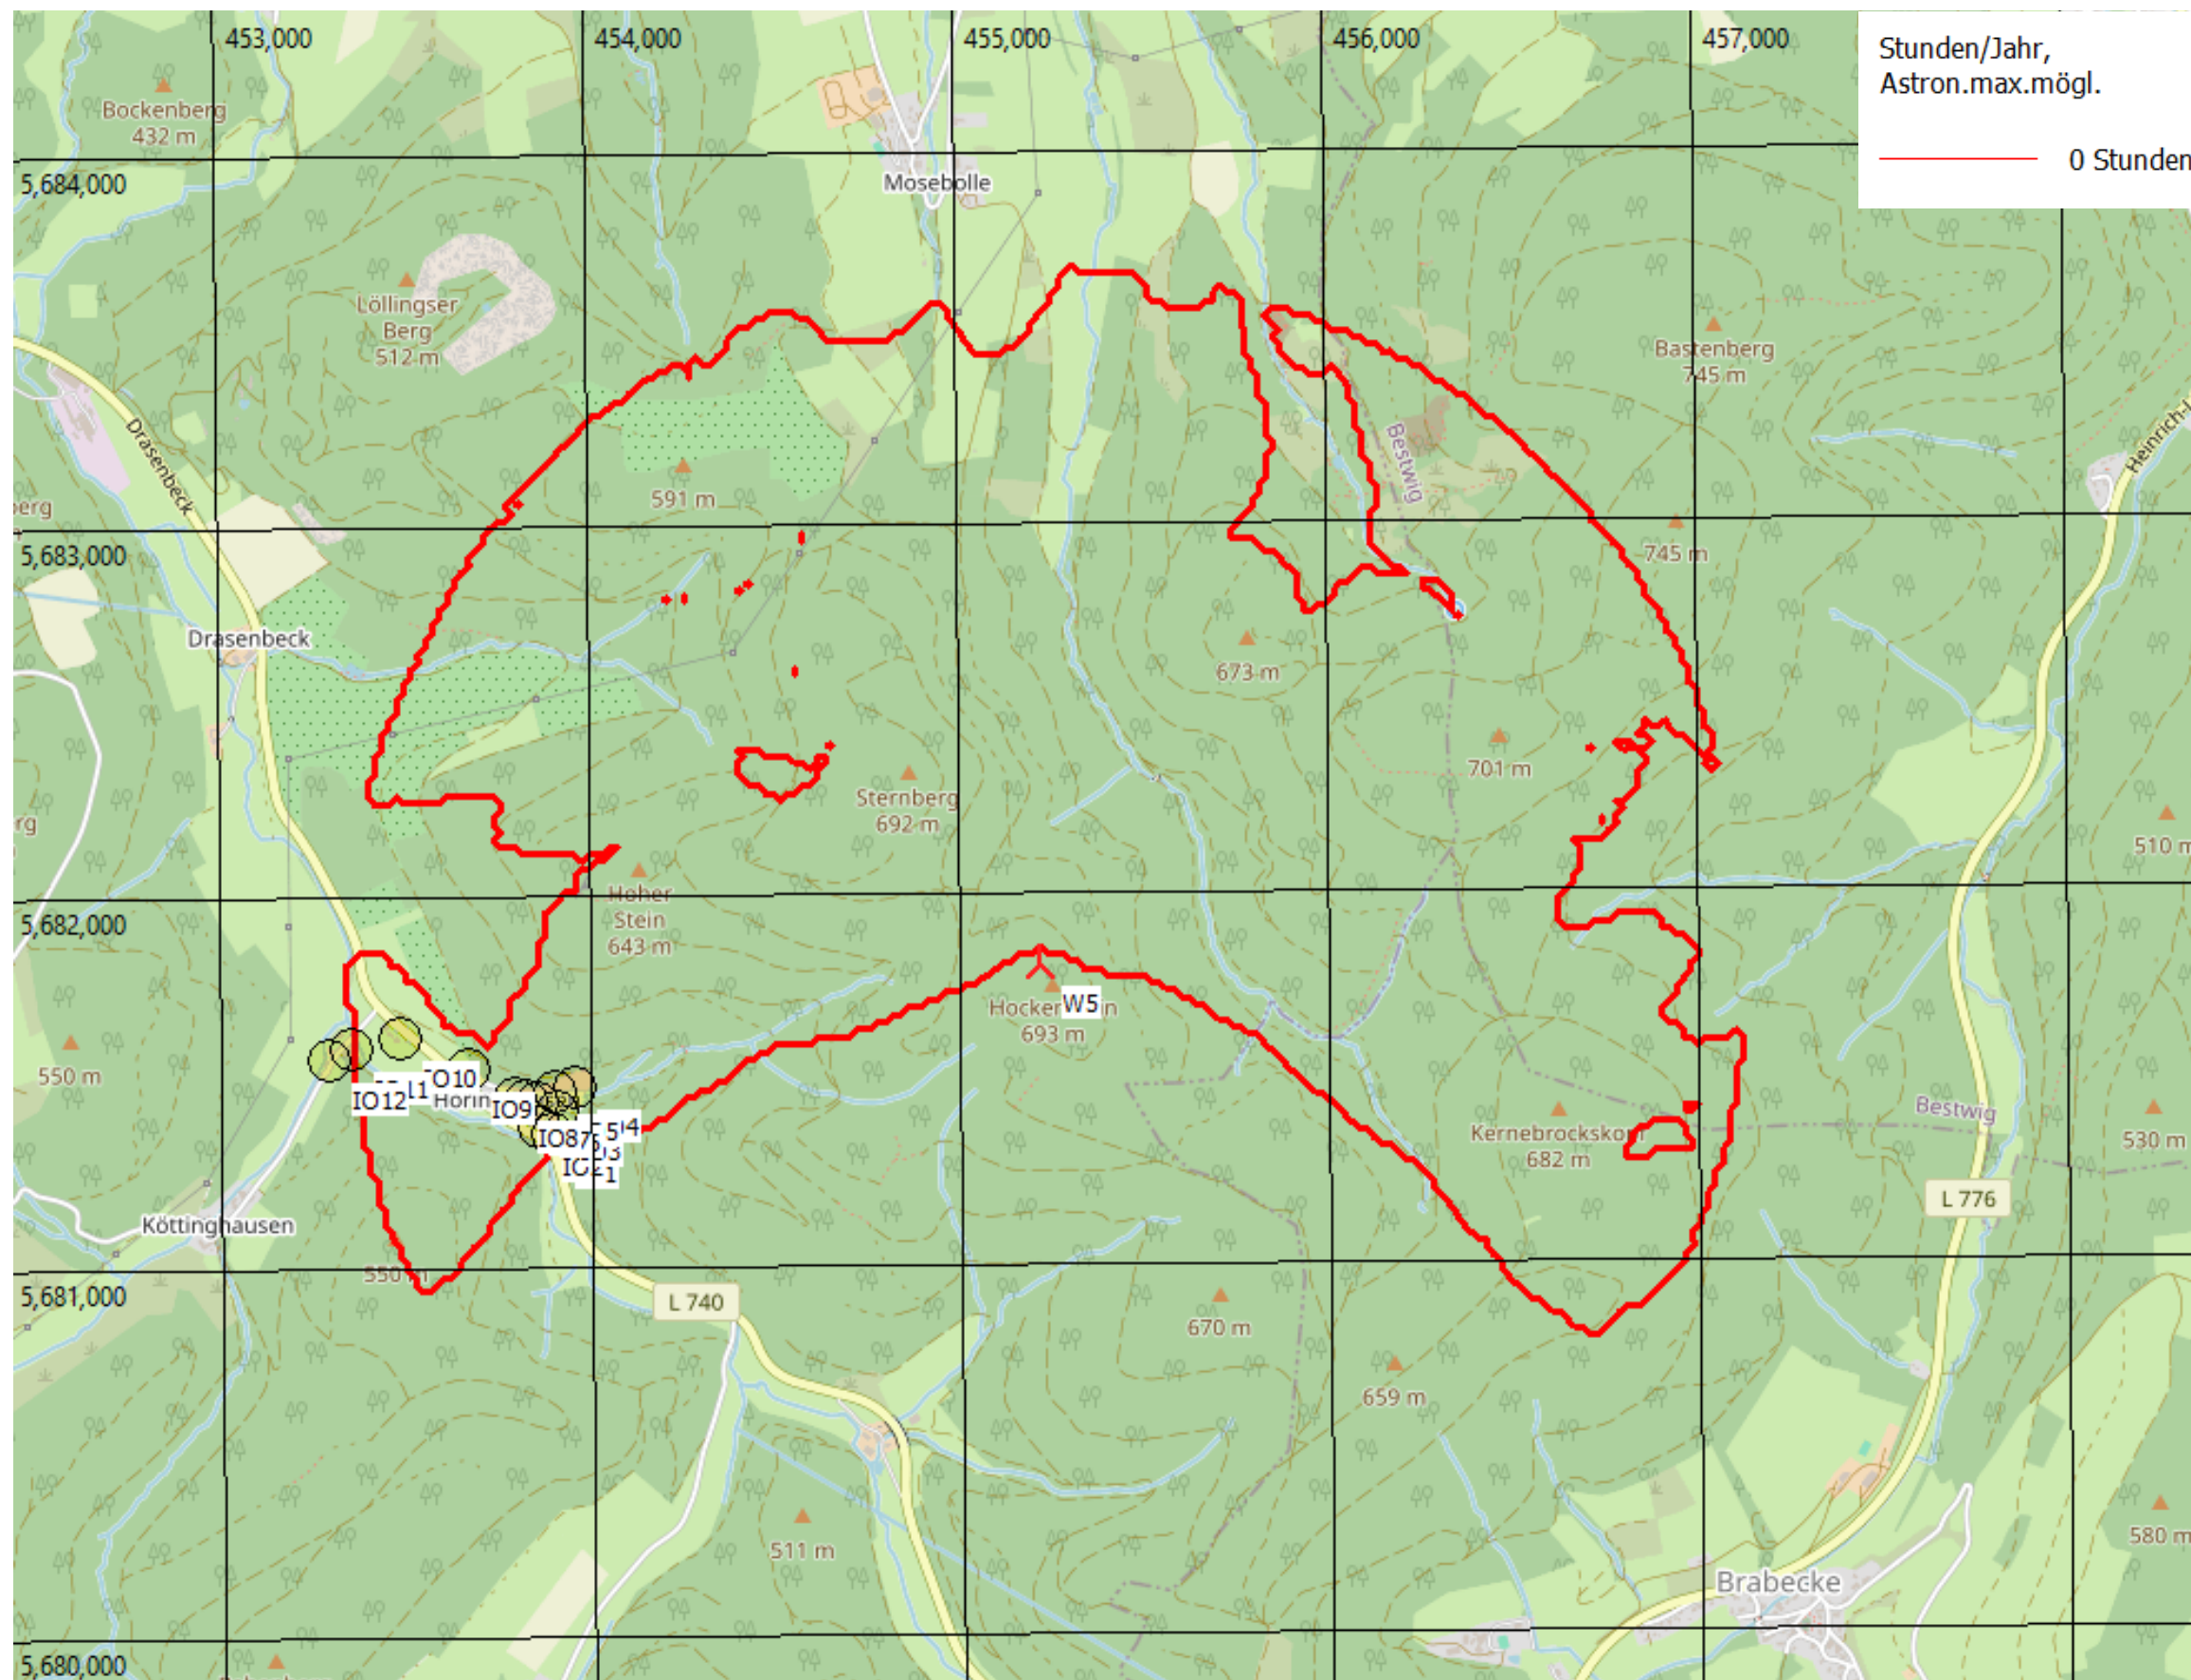 453,000
454,000
455,000
456,000
457,000
Stunden/Jahr,
Astron.max.mögl.
0 Stunden
Bockenberg
432 m
5,684,000
Mosebolle
Löllingser
Berg
512 m
Bastenberg
745 m
Drasenbeck
Bestwig
591 m
5,683,000
745 m
Drasenbeck
673 m
701 m
Sternberg
692 m
510 m
Hoher
Stein
643 m
5,682,000
W5
693 m
550 m
IO10
IO12
IO9
IO8
Kernebrockskopf
682 m
Bestwig
530 m
L 776
Köttinghausen
550 m
5,681,000
L 740
670 m
659 m
511 m
580 m
Brabecke
5,680,000